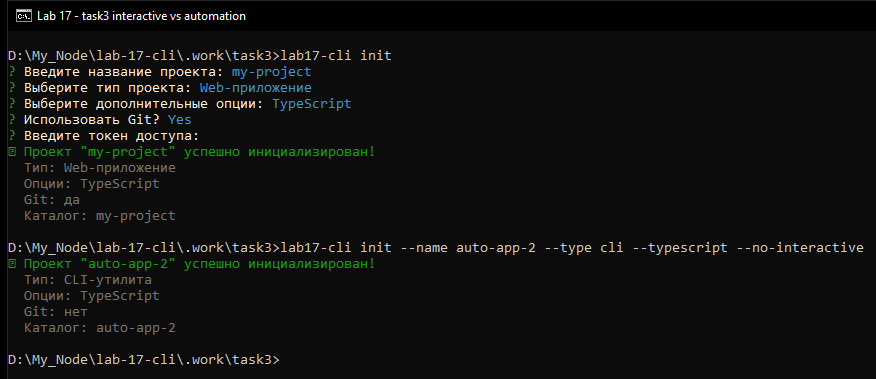 Lab 17 - task3 interactive vs automation
D:\My_Node\lab-17-cli\.work\task3>lab17-cli init
? Введите название проекта: my-project
? Выберите тип проекта: Web-приложение
? Выберите дополнительные опции: TypeScript
? Использовать Git? Yes
? Введите токен доступа:
Проект "my-project" успешно инициализирован!
Тип: Web-приложение
Опции: TypeScript
Git: да
Каталог: my-project
D:\My_Node\lab-17-cli\.work\task3>lab17-cli init --name auto-app-2 --type cli --typescript --no-interactive
Проект "auto-app-2" успешно инициализирован!
Тип: CLI-утилита
Опции: TypeScript
Git: нет
Каталог: auto-app-2
D:\My_Node\lab-17-cli\.work\task3>